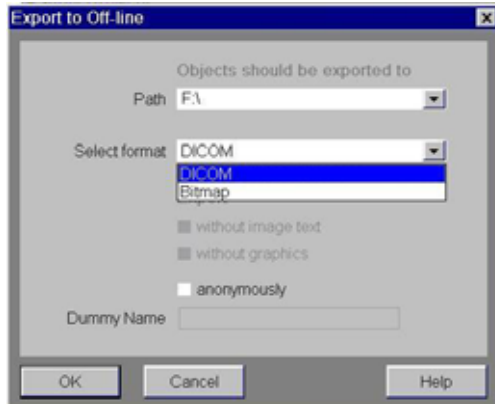 Export to Off-line
Objects should be exported to
Path F:\
Select format DICOM
DICOM
Bitmap
without image text
without graphics
anonymously
Dummy Name
OK Cancel Help